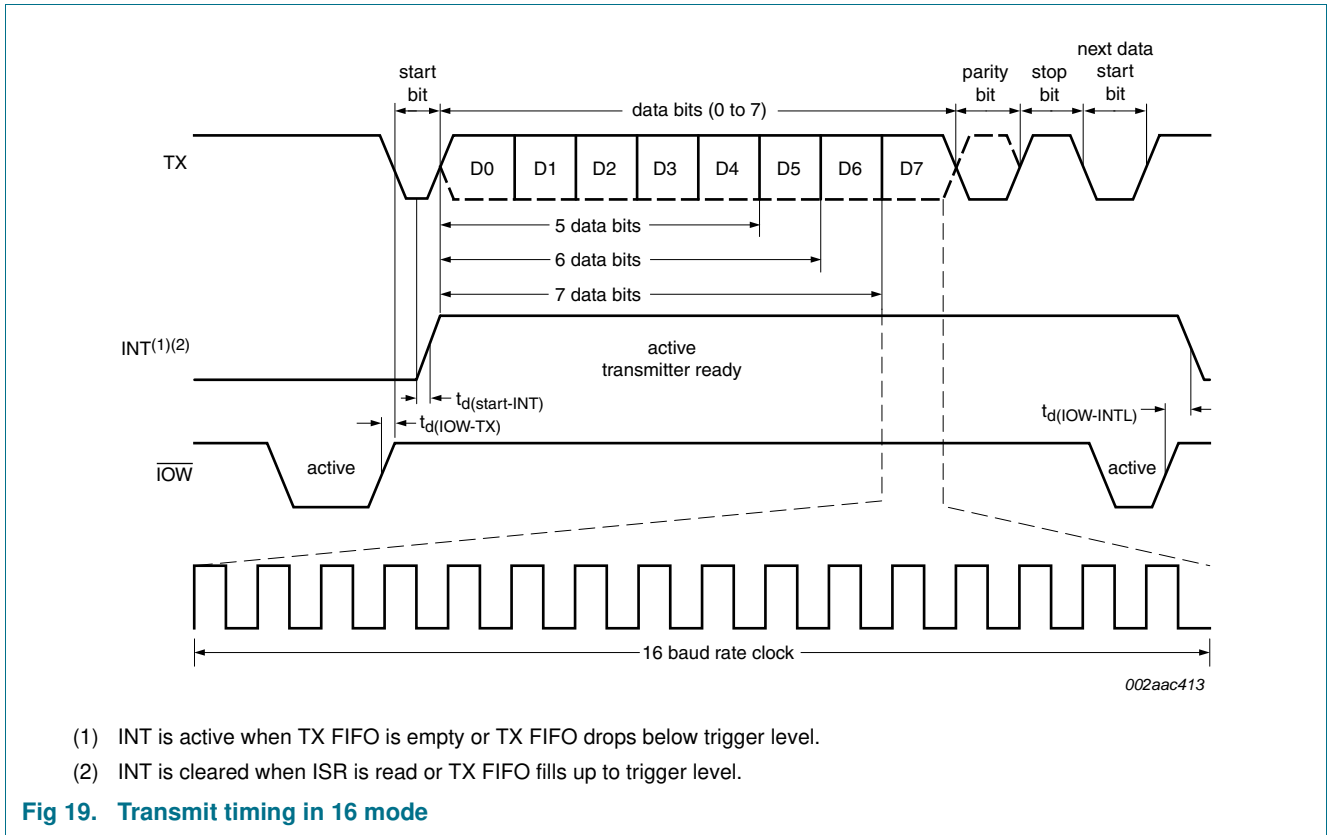 next data
start
bit
start
bit
parity
bit
stop
bit
data bits (0 to 7)
TX
D0 D1 D2 D3 D4 D5 D6 D7
5 data bits
6 data bits
7 data bits
INT(1)(2)
active
transmitter ready
td(start-INT)
td(IOW-TX)
td(IOW-INTL)
IOW
active
active
16 baud rate clock
002aac413
(1) INT is active when TX FIFO is empty or TX FIFO drops below trigger level.
(2) INT is cleared when ISR is read or TX FIFO fills up to trigger level.
Fig 19. Transmit timing in 16 mode